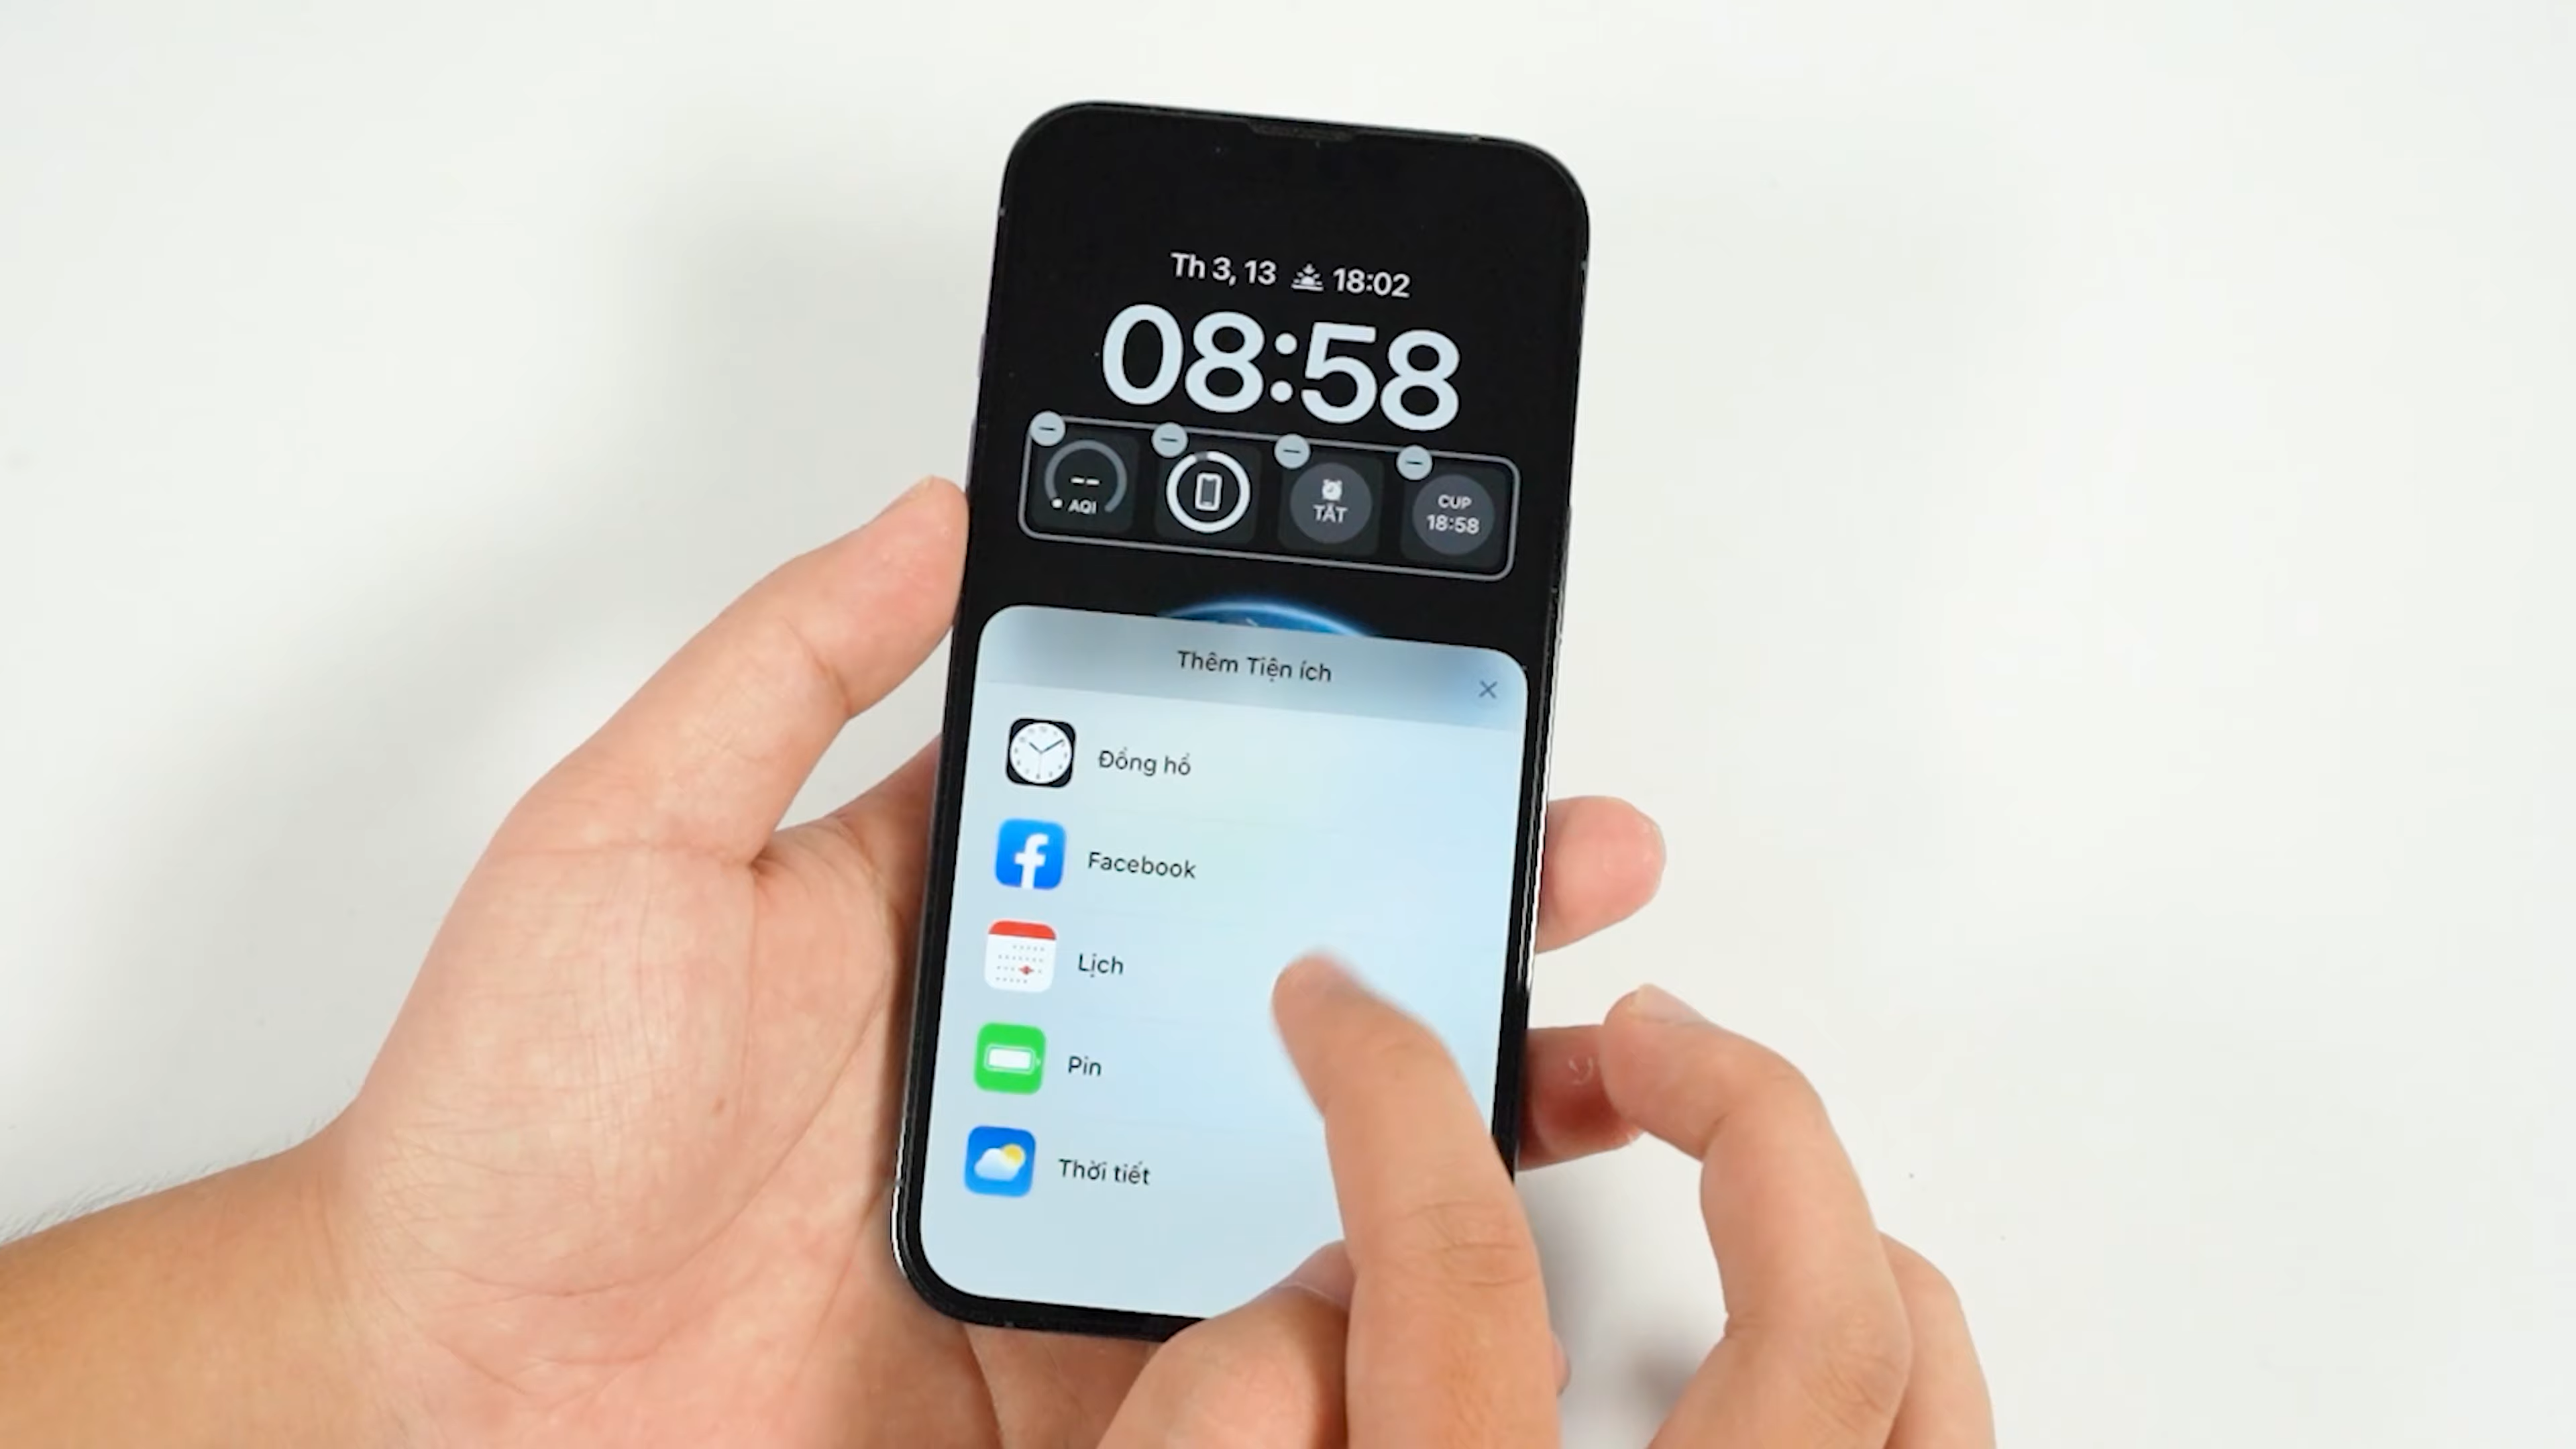 Th 3, 13 18:02
08:58
-- AQI
TẮT
CUP
18:58
Thêm Tiện ích
Đồng hồ
Facebook
Lịch
Pin
Thời tiết